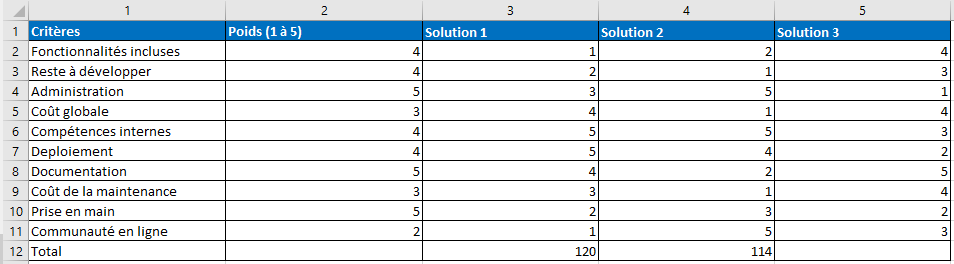 1 2 3 4 5
1 Critères Poids (1 à 5) Solution 1 Solution 2 Solution 3
2 Fonctionnalités incluses 4 1 2 4
3 Reste à développer 4 2 1 3
4 Administration 5 3 5 1
5 Coût globale 3 4 1 4
6 Compétences internes 4 5 5 3
7 Deploiement 4 5 4 2
8 Documentation 5 4 2 5
9 Coût de la maintenance 3 3 1 4
10 Prise en main 5 2 3 2
11 Communauté en ligne 2 1 5 3
12 Total 120 114